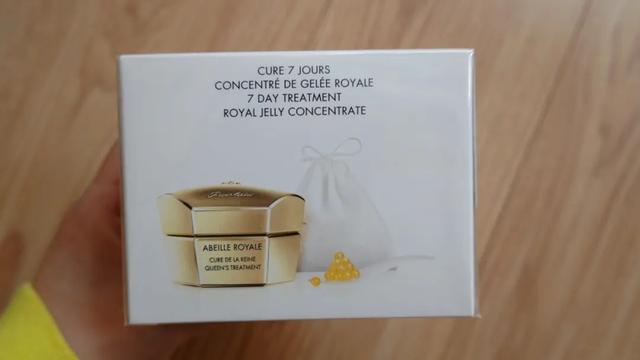 CURE 7 JOURS
CONCENTRÉ DE GELÉE ROYALE
7 DAY TREATMENT
ROYAL JELLY CONCENTRATE
Guerlain
ABEILLE ROYALE
CURE DE LA REINE
QUEEN'S TREATMENT